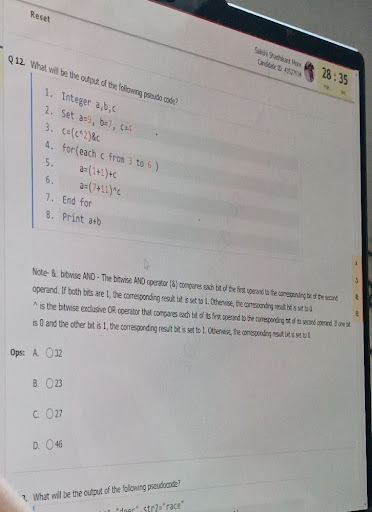 Reset
Sakshi Shashikant More
Candidate ID:
28 : 35
min sec
Q 12. What will be the output of the following pseudo code?
1. Integer a,b,c
2. Set a=9, b=7, c=4
3. c=(c^2)&c
4. for(each c from 3 to 6 )
5. a=(1+1)+c
6. a=(7+11)^c
7. End for
8. Print a+b
Note- &: bitwise AND - The bitwise AND operator (&) compares each bit of the first operand to the corresponding bit of the second
operand. If both bits are 1, the corresponding result bit is set to 1. Otherwise, the corresponding result bit is set to 0.
^ is the bitwise exclusive OR operator that compares each bit of its first operand to the corresponding bit of its second operand. If one bit
is 0 and the other bit is 1, the corresponding result bit is set to 1. Otherwise, the corresponding result bit is set to 0.
Ops: A. 32
B. 23
C. 27
D. 46
What will be the output of the following pseudocode?
str2="race"